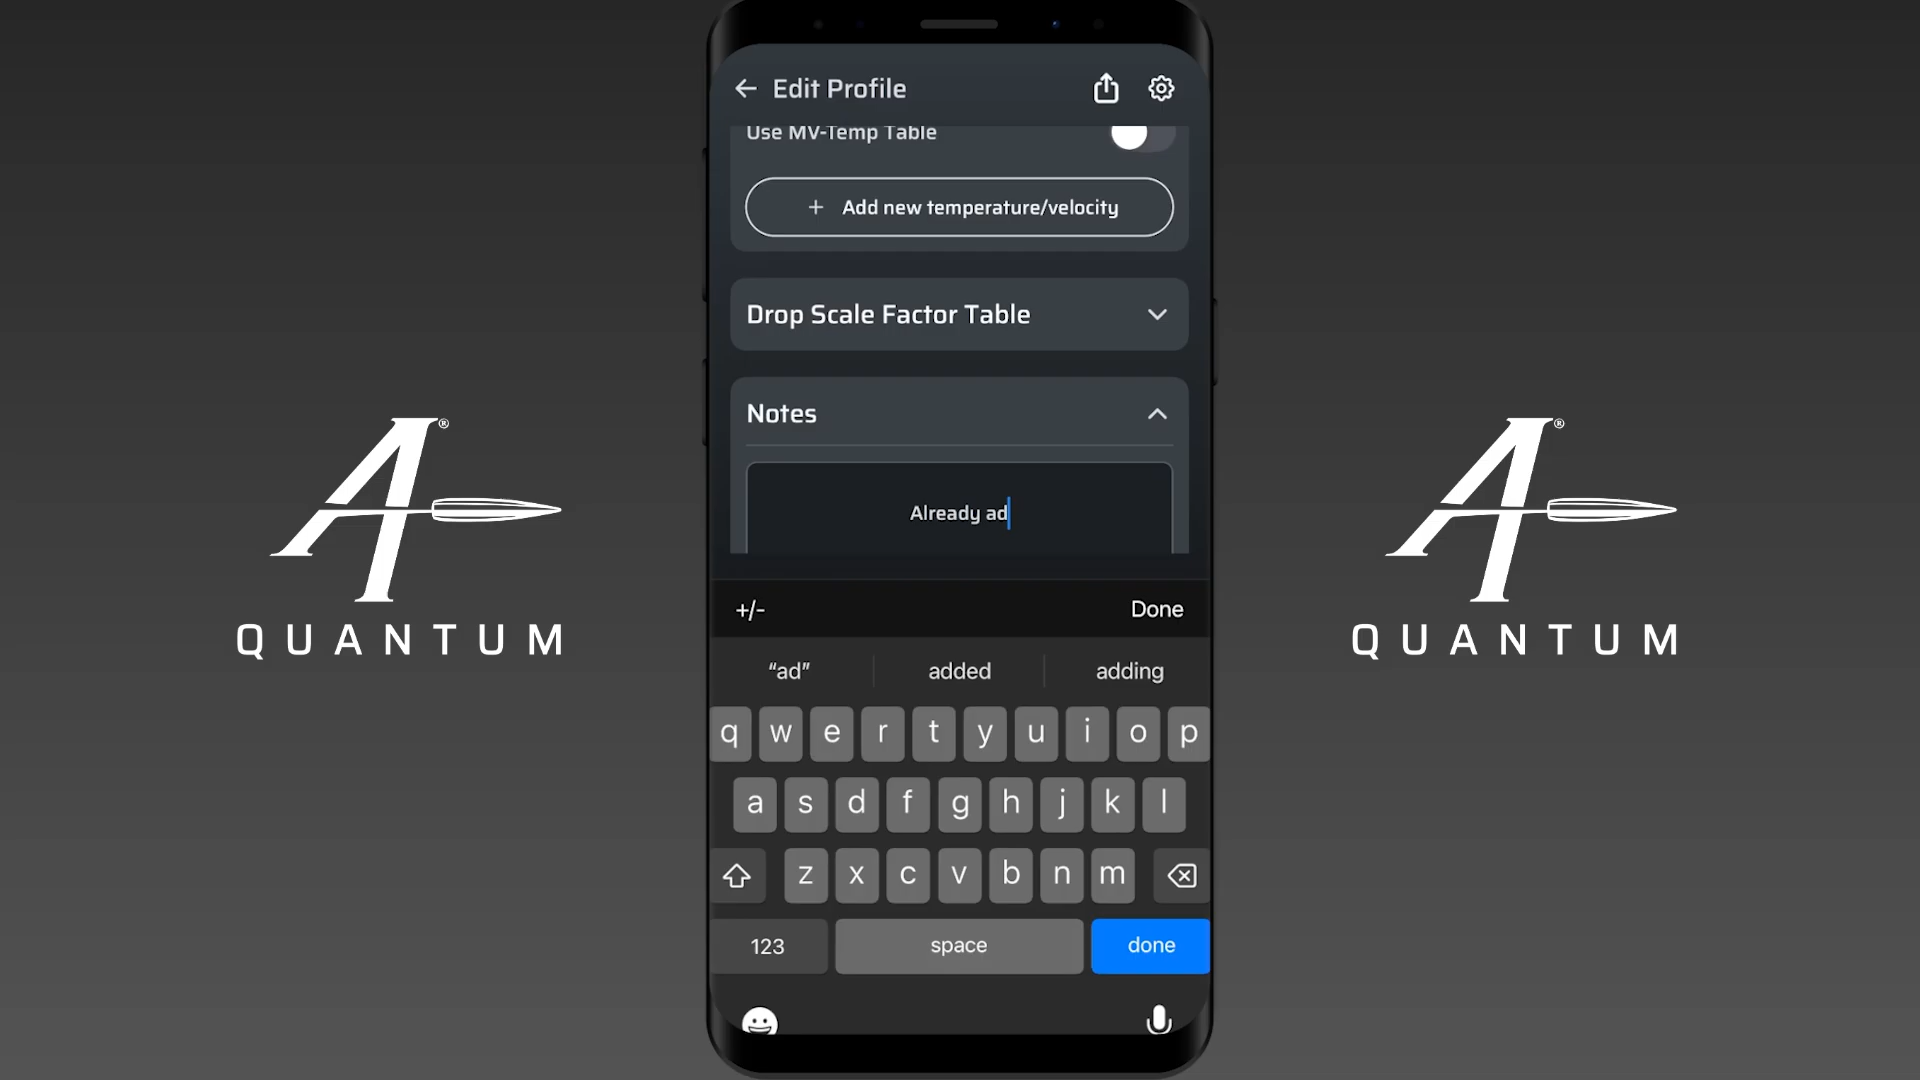 Edit Profile
Use MV-Temp Table
+ Add new temperature/velocity
Drop Scale Factor Table
Notes
Already ad
+/- Done
“ad” added adding
q w e r t y u i o p
a s d f g h j k l
z x c v b n m
123 space done
A®
QUANTUM
A®
QUANTUM